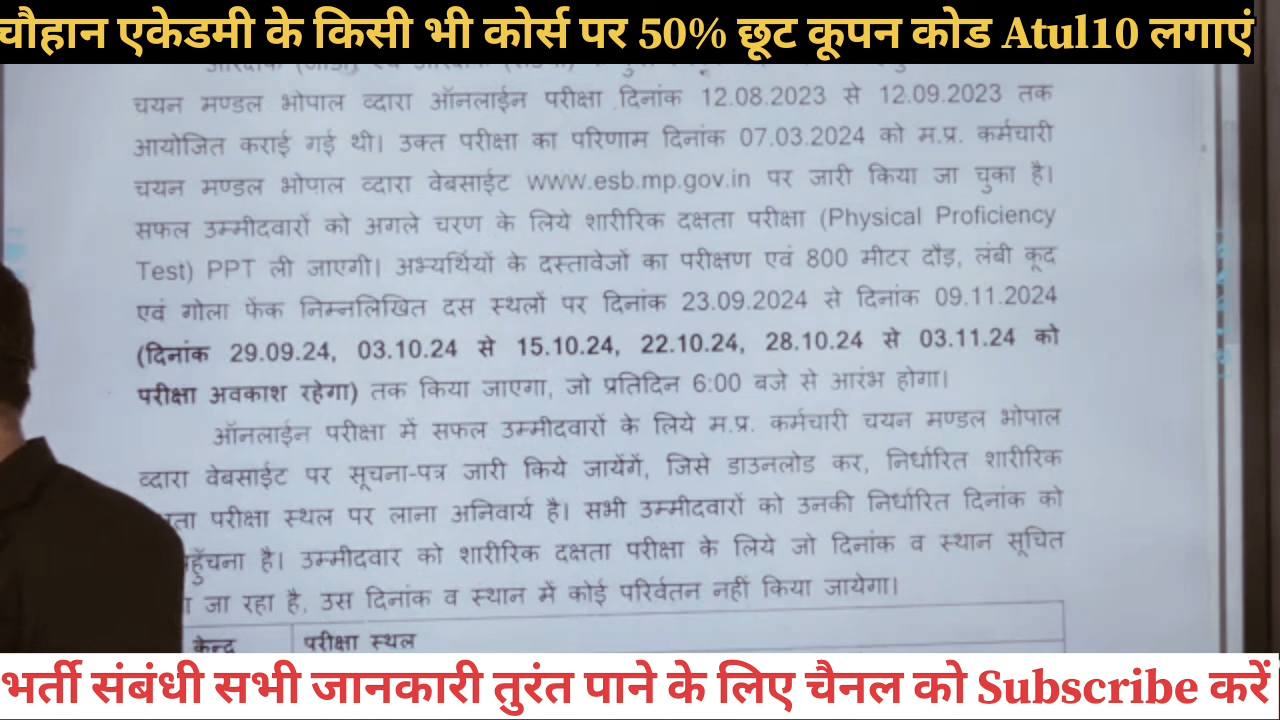 चौहान एकेडमी के किसी भी कोर्स पर 50% छूट कूपन कोड Atul10 लगाएं
चयन मण्डल भोपाल व्दारा ऑनलाईन परीक्षा दिनांक 12.08.2023 से 12.09.2023 तक
आयोजित कराई गई थी। उक्त परीक्षा का परिणाम दिनांक 07.03.2024 को म.प्र. कर्मचारी
चयन मण्डल भोपाल व्दारा वेबसाईट www.esb.mp.gov.in पर जारी किया जा चुका है।
सफल उम्मीदवारों को अगले चरण के लिये शारीरिक दक्षता परीक्षा (Physical Proficiency
Test) PPT ली जाएगी। अभ्यर्थियों के दस्तावेजों का परीक्षण एवं 800 मीटर दौड़, लंबी कूद
एवं गोला फेंक निम्नलिखित दस स्थलों पर दिनांक 23.09.2024 से दिनांक 09.11.2024
(दिनांक 29.09.24, 03.10.24 से 15.10.24, 22.10.24, 28.10.24 से 03.11.24 को
परीक्षा अवकाश रहेगा) तक किया जाएगा, जो प्रतिदिन 6:00 बजे से आरंभ होगा।
ऑनलाईन परीक्षा में सफल उम्मीदवारों के लिये म.प्र. कर्मचारी चयन मण्डल भोपाल
व्दारा वेबसाईट पर सूचना-पत्र जारी किये जायेंगें, जिसे डाउनलोड कर, निर्धारित शारीरिक
परीक्षा स्थल पर लाना अनिवार्य है। सभी उम्मीदवारों को उनकी निर्धारित दिनांक को
है। उम्मीदवार को शारीरिक दक्षता परीक्षा के लिये जो दिनांक व स्थान सूचित
जा रहा है, उस दिनांक व स्थान में कोई परिर्वतन नहीं किया जायेगा।
केन्द्र परीक्षा स्थल
भर्ती संबंधी सभी जानकारी तुरंत पाने के लिए चैनल को Subscribe करें